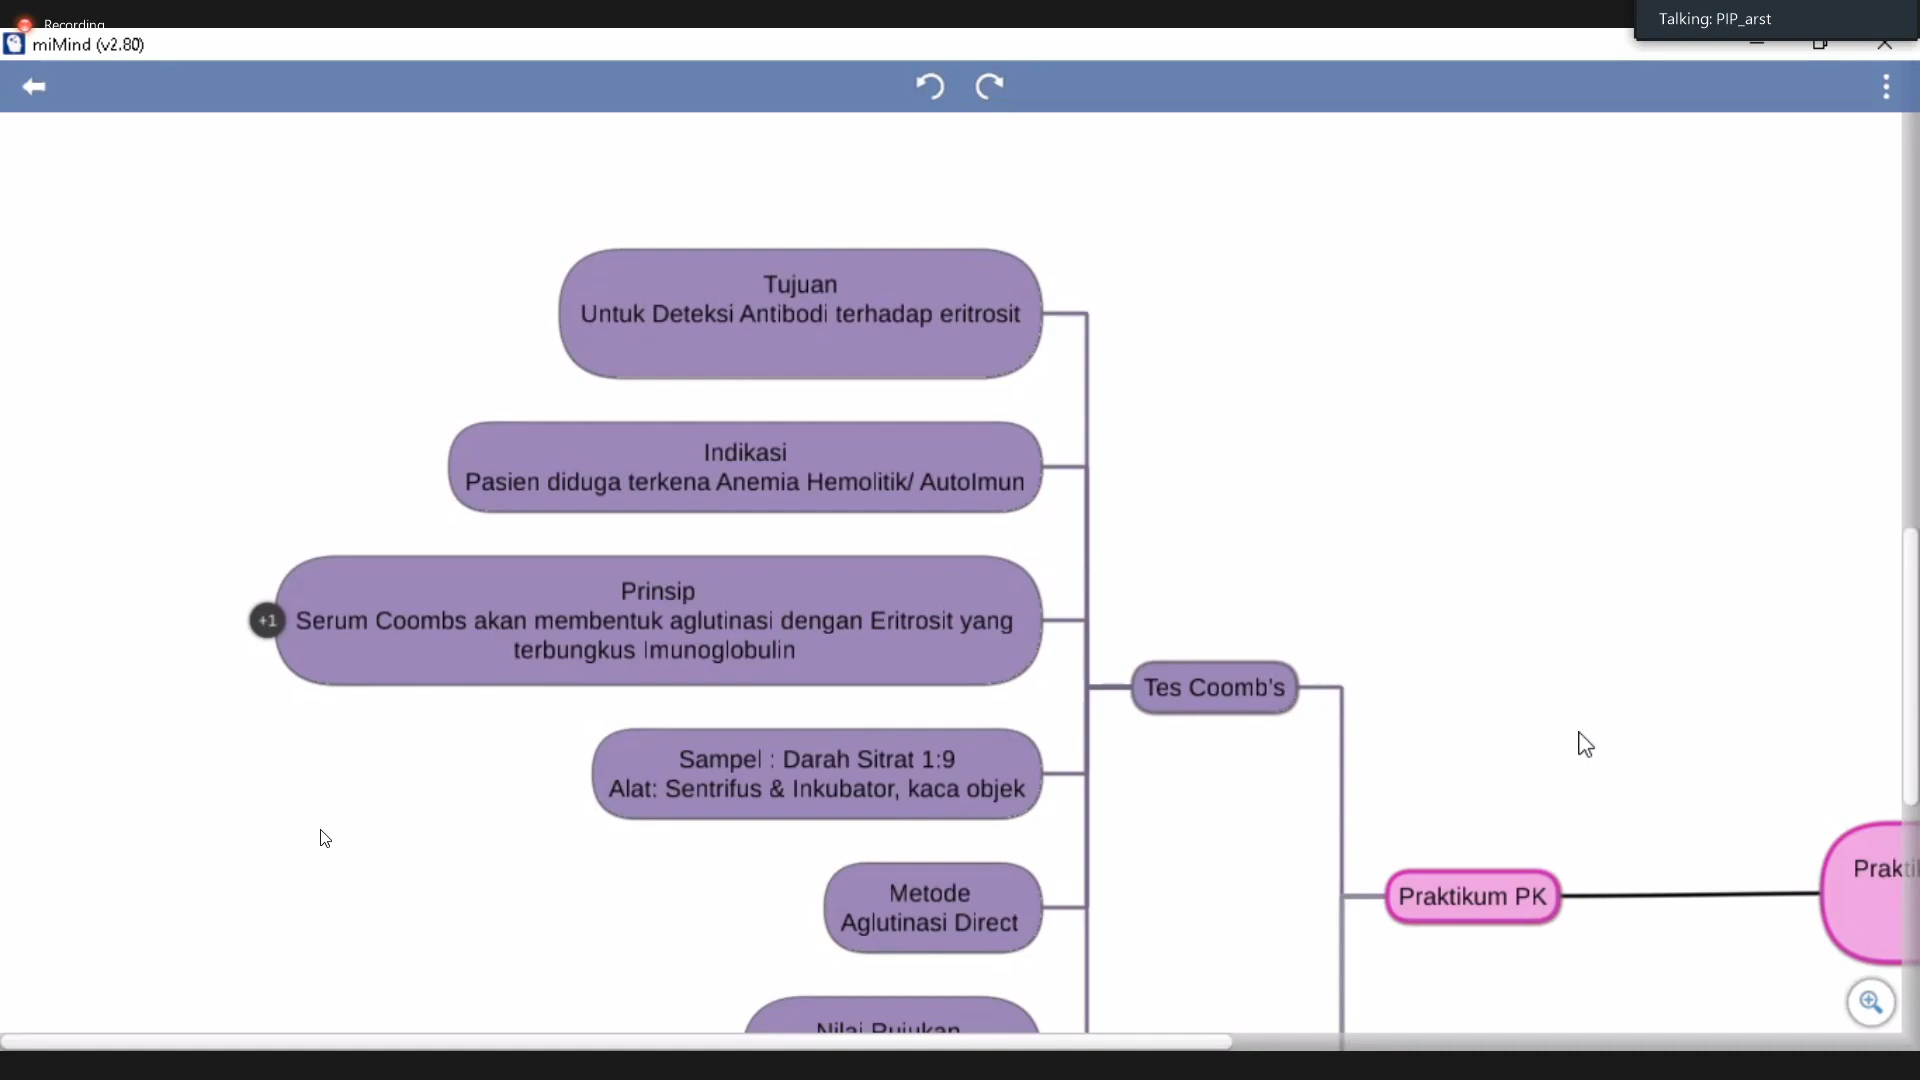 Recording
Talking: PIP_arst
miMind (v2.80)
Tujuan
Untuk Deteksi Antibodi terhadap eritrosit
Indikasi
Pasien diduga terkena Anemia Hemolitik/ AutoImun
Prinsip
+1
Serum Coombs akan membentuk aglutinasi dengan Eritrosit yang
terbungkus Imunoglobulin
Tes Coomb's
Sampel : Darah Sitrat 1:9
Alat: Sentrifus & Inkubator, kaca objek
Metode
Aglutinasi Direct
Praktikum PK
Nilai Rujukan